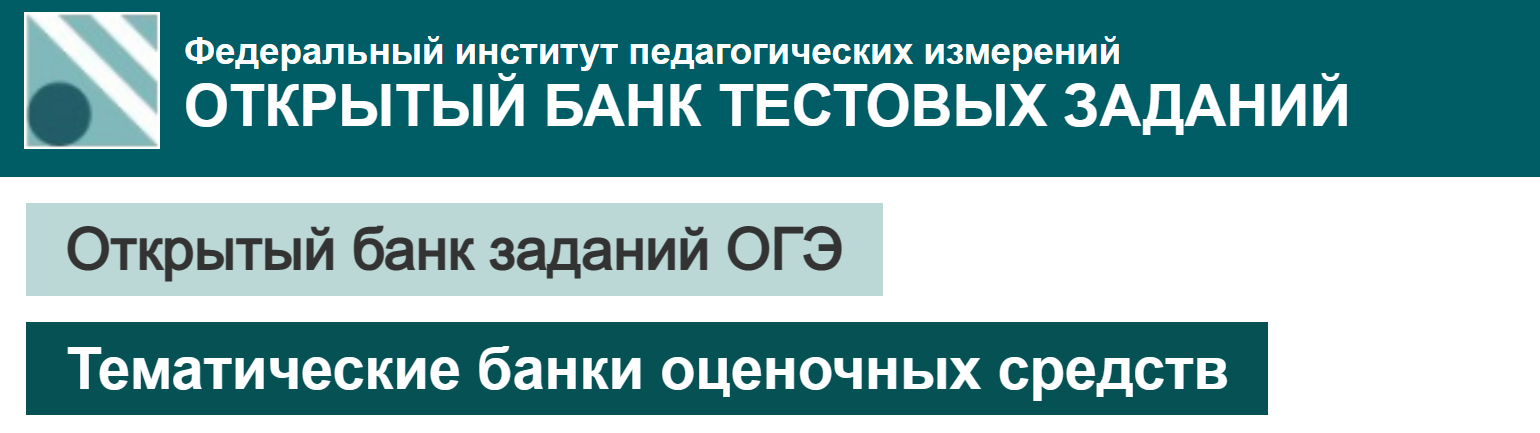 Федеральный институт педагогических измерений
ОТКРЫТЫЙ БАНК ТЕСТОВЫХ ЗАДАНИЙ
Открытый банк заданий ОГЭ
Тематические банки оценочных средств